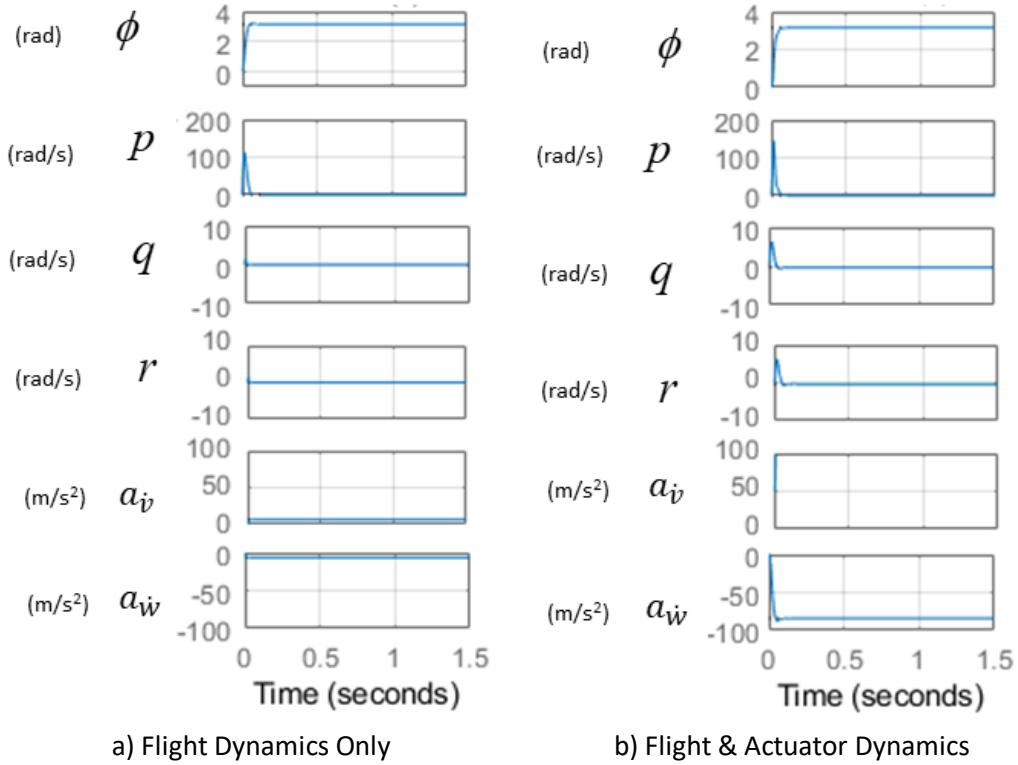 (rad) ϕ 4 2 0
(rad/s) p 200 100 0
(rad/s) q 10 0 -10
(rad/s) r 10 0 -10
(m/s²) a_v̇ 100 50 0
(m/s²) a_ẇ 0 -50 -100
0 0.5 1 1.5
Time (seconds)
a) Flight Dynamics Only
(rad) ϕ 4 2 0
(rad/s) p 200 100 0
(rad/s) q 10 0 -10
(rad/s) r 10 0 -10
(m/s²) a_v̇ 100 50 0
(m/s²) a_ẇ 0 -50 -100
0 0.5 1 1.5
Time (seconds)
b) Flight & Actuator Dynamics